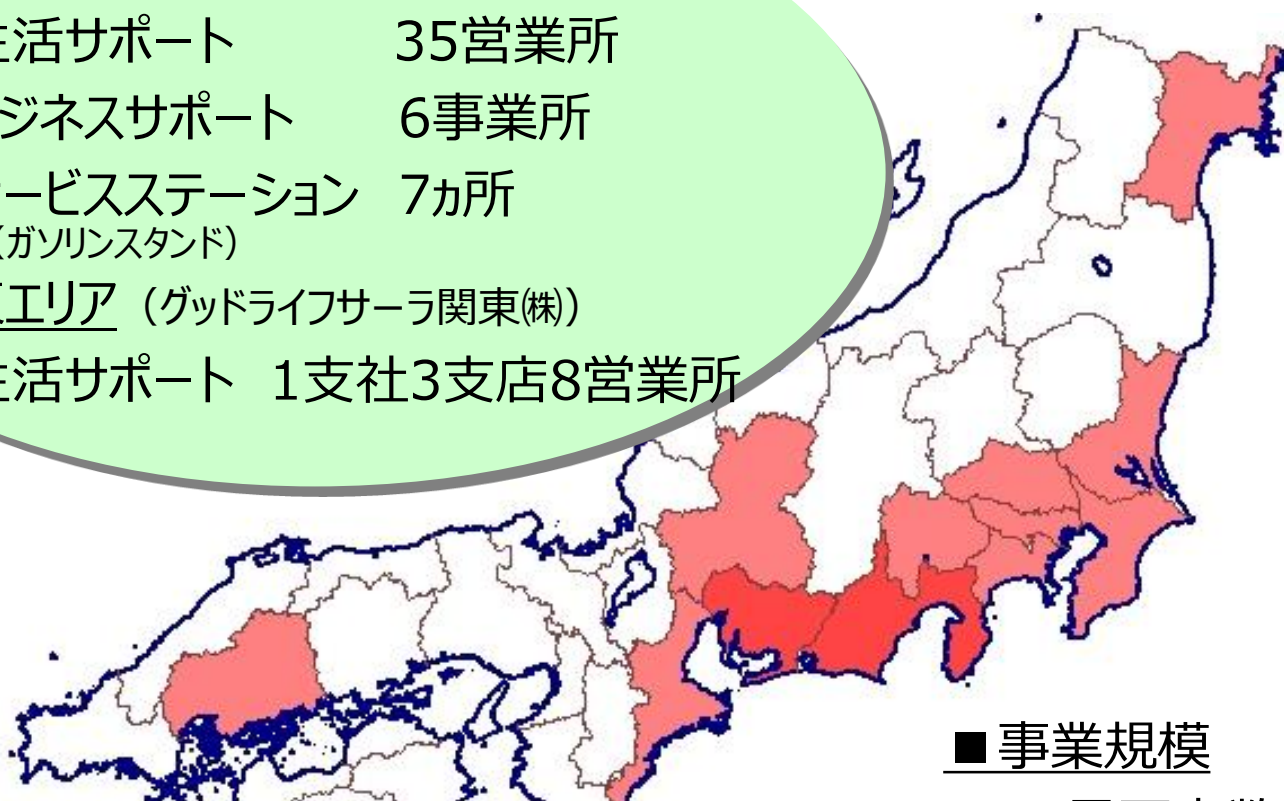 生活サポート 35営業所
ジネスサポート 6事業所
ービスステーション 7ヵ所
（ガソリンスタンド）
エリア（グッドライフサーラ関東㈱）
生活サポート 1支社3支店8営業所
■事業規模